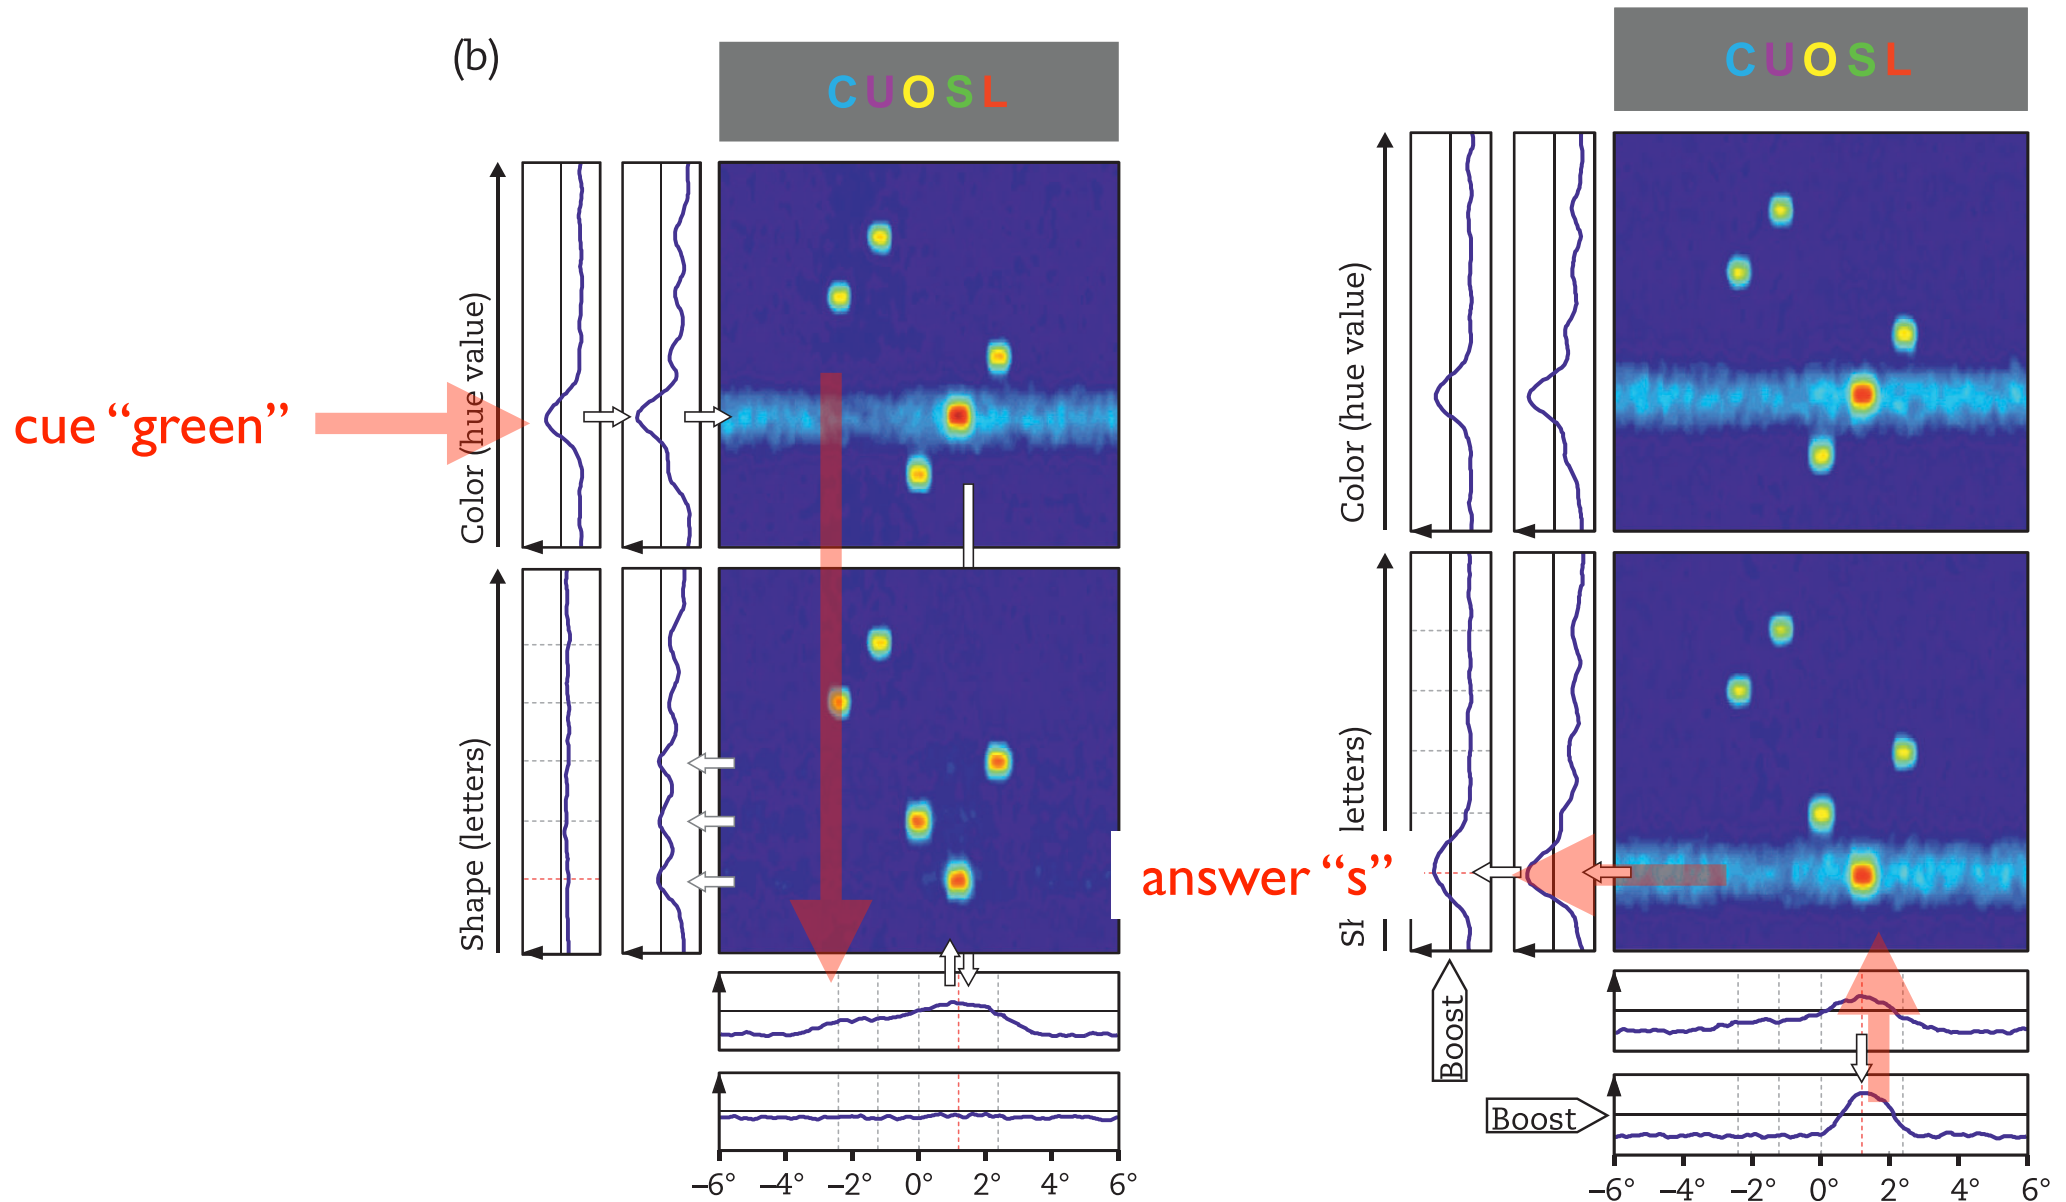 (b)
CUOSL
CUOSL
Color (hue value)
cue “green”
Shape (letters)
−6° −4° −2° 0° 2° 4° 6°
Color (hue value)
letters)
answer “s”
Boost
Boost
−6° −4° −2° 0° 2° 4° 6°